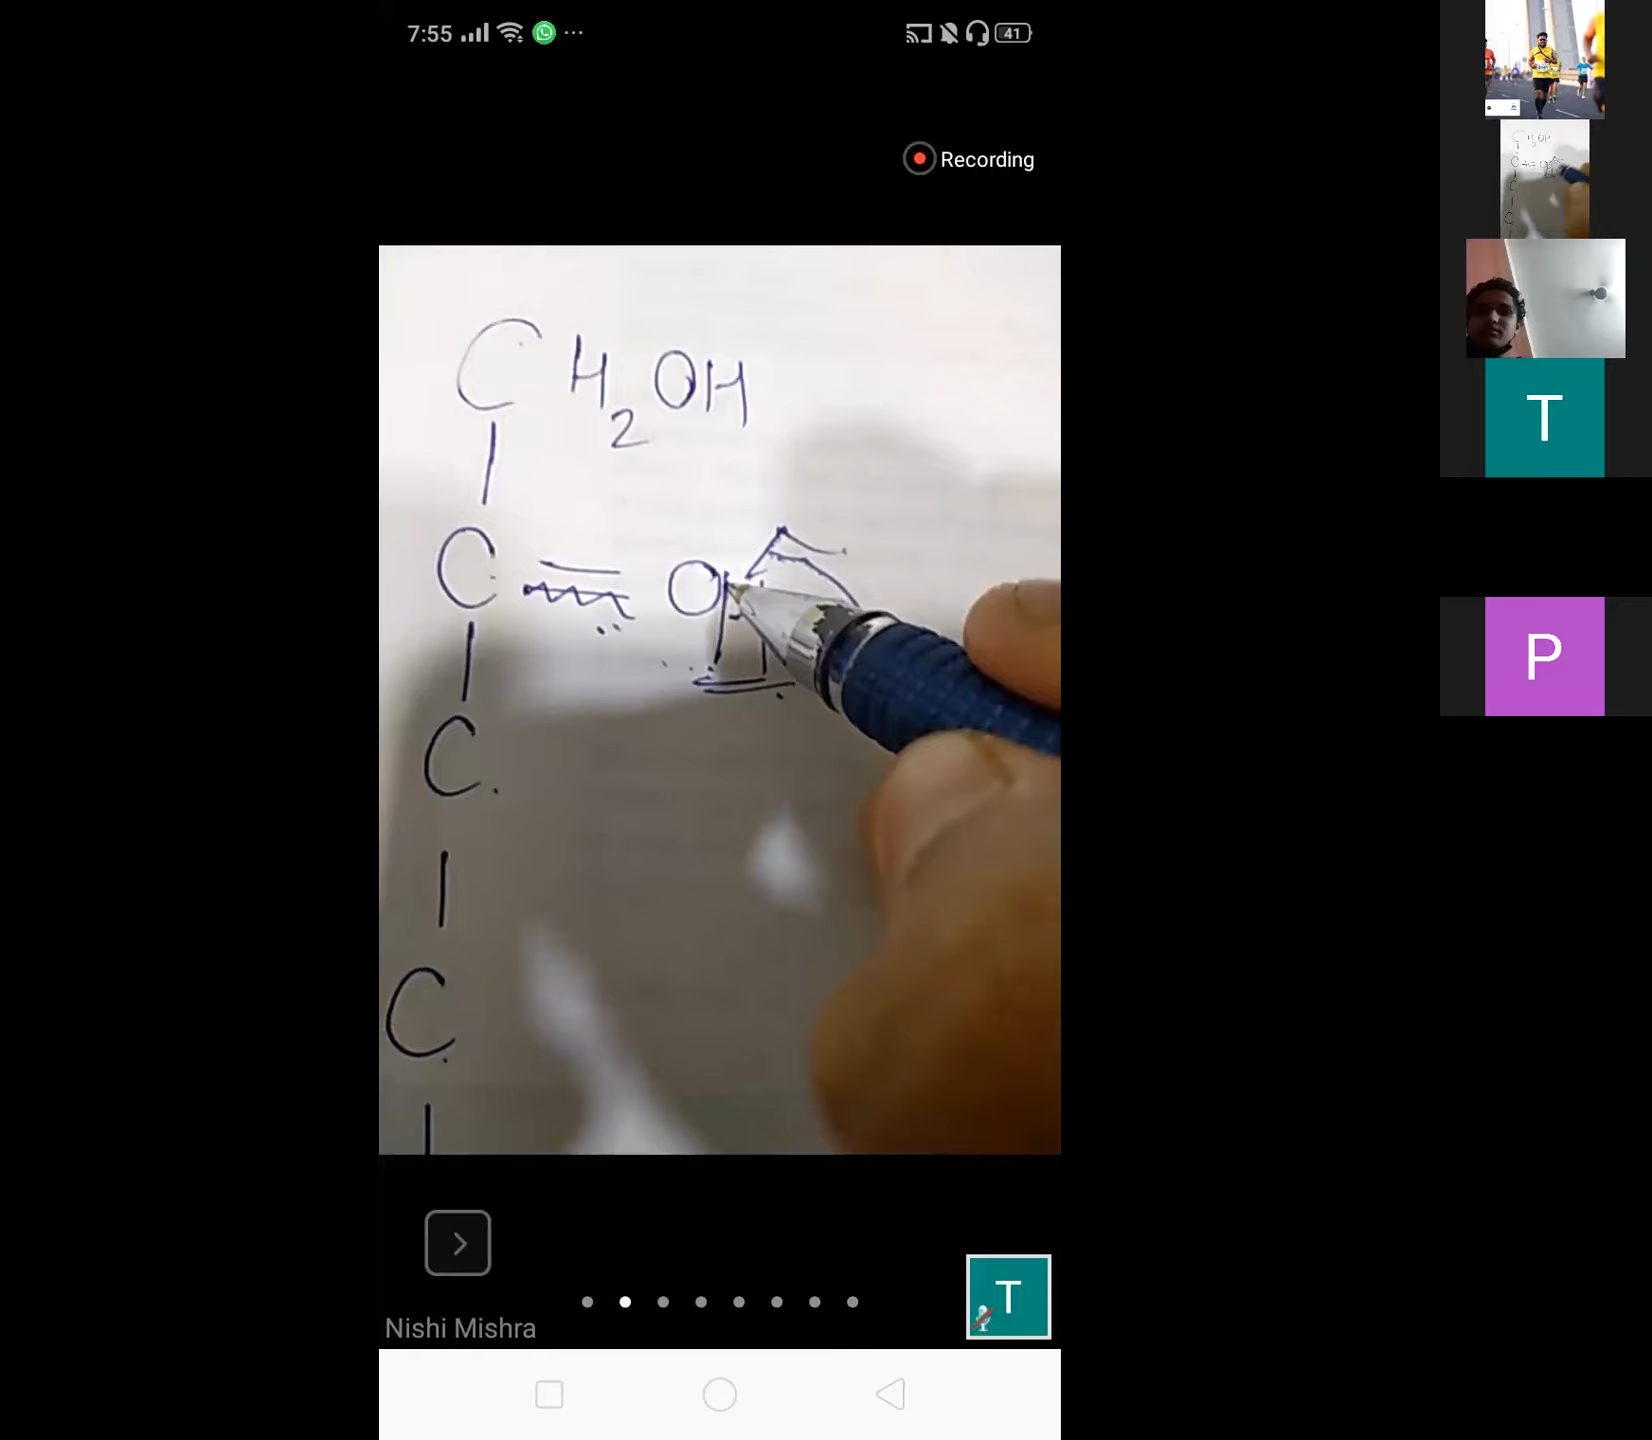 7:55 ... 41
Recording
CH2OH
|
C = O
|
C
|
C
|
Nishi Mishra
T
T
P